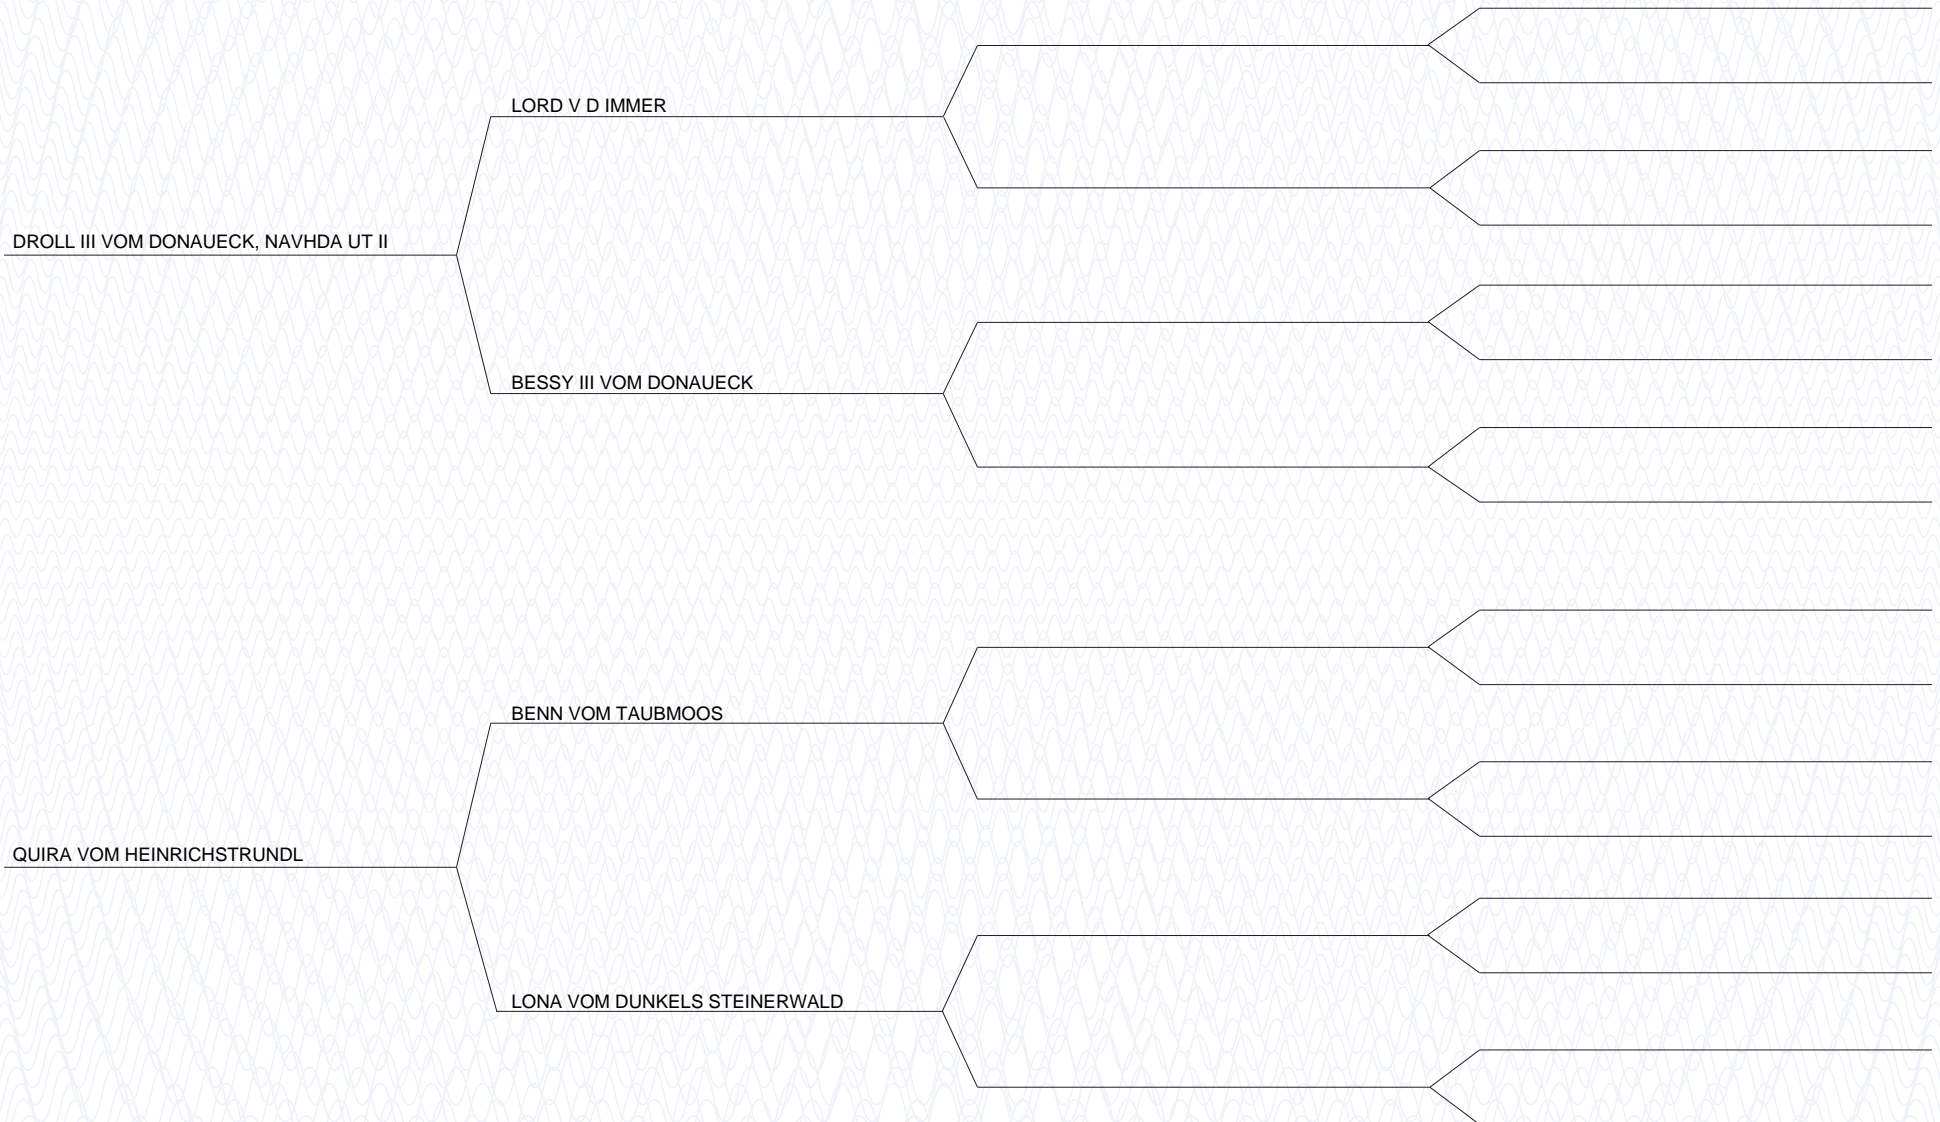 LORD V D IMMER
DROLL III VOM DONAUECK, NAVHDA UT II
BESSY III VOM DONAUECK
BENN VOM TAUBMOOS
QUIRA VOM HEINRICHSTRUNDL
LONA VOM DUNKELS STEINERWALD